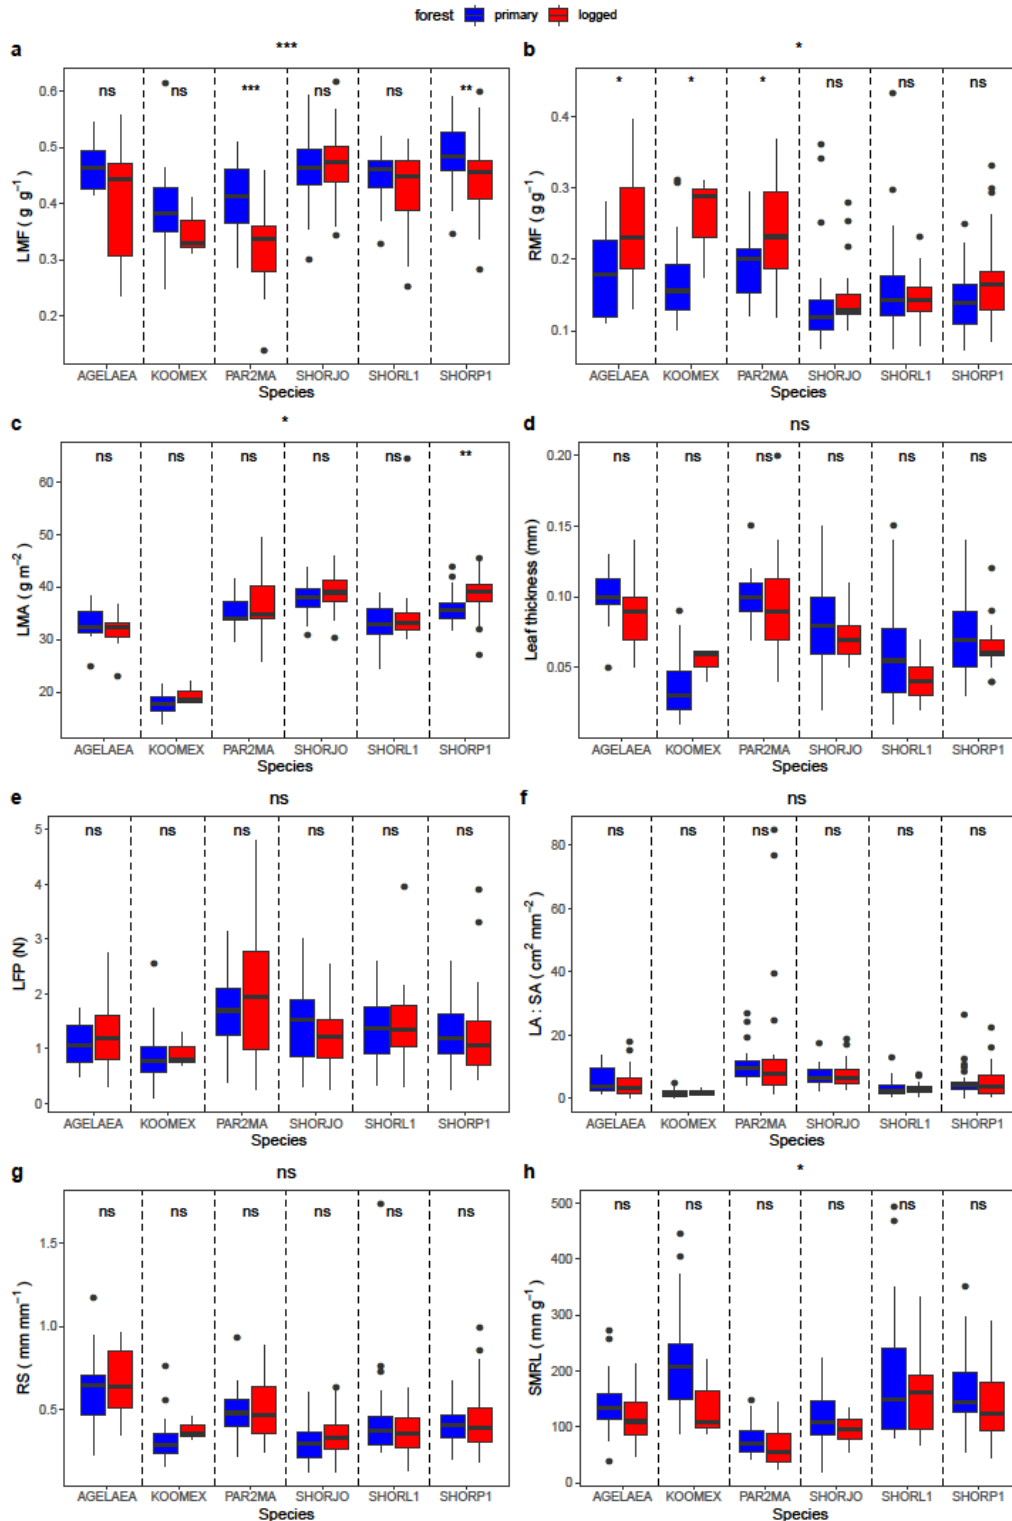 forest primary logged
a *** b *
ns ns *** ns ns **
* * * ns ns ns
LMF ( g g⁻¹ )
0.6
0.5
0.4
0.3
0.2
RMF ( g g⁻¹ )
0.4
0.3
0.2
0.1
AGELAEA KOOMEX PAR2MA SHORJO SHORL1 SHORP1
Species
AGELAEA KOOMEX PAR2MA SHORJO SHORL1 SHORP1
Species
c * d ns
ns ns ns ns ns **
ns ns ns ns ns ns
LMA ( g m⁻² )
60
50
40
30
20
Leaf thickness (mm)
0.20
0.15
0.10
0.05
AGELAEA KOOMEX PAR2MA SHORJO SHORL1 SHORP1
Species
AGELAEA KOOMEX PAR2MA SHORJO SHORL1 SHORP1
Species
e ns f ns
ns ns ns ns ns ns
ns ns ns ns ns ns
LFP (N)
5
4
3
2
1
0
LA : SA ( cm² mm⁻² )
80
60
40
20
0
AGELAEA KOOMEX PAR2MA SHORJO SHORL1 SHORP1
Species
AGELAEA KOOMEX PAR2MA SHORJO SHORL1 SHORP1
Species
g ns h *
ns ns ns ns ns ns
ns ns ns ns ns ns
RS ( mm mm⁻¹ )
1.5
1.0
0.5
SMRL ( mm g⁻¹ )
500
400
300
200
100
0
AGELAEA KOOMEX PAR2MA SHORJO SHORL1 SHORP1
Species
AGELAEA KOOMEX PAR2MA SHORJO SHORL1 SHORP1
Species